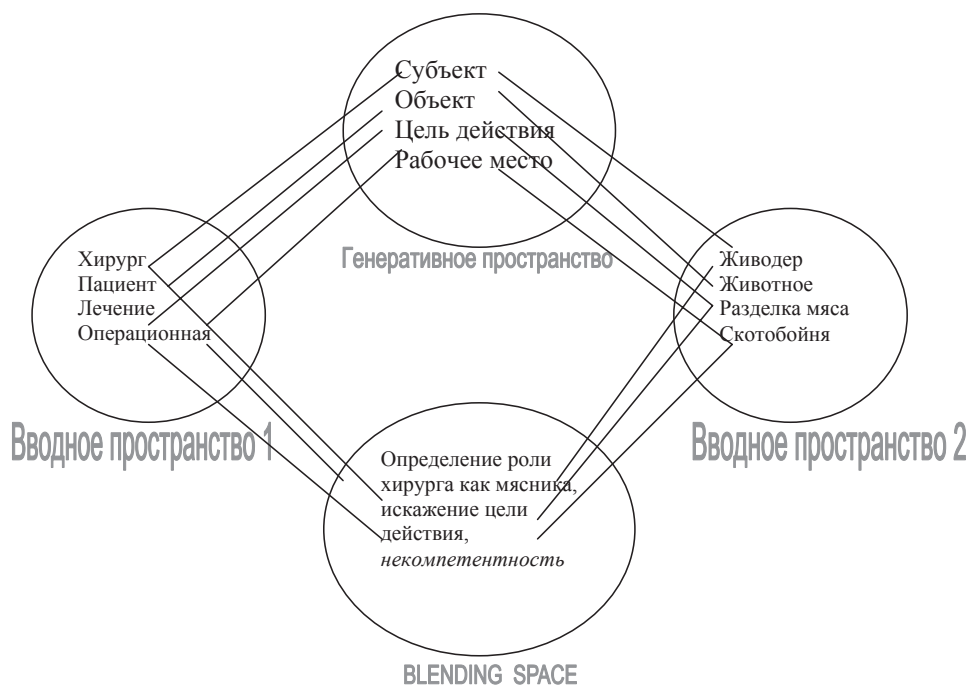 Субъект
Объект
Цель действия
Рабочее место
Генеративное пространство
Хирург
Пациент
Лечение
Операционная
Вводное пространство 1
Живодер
Животное
Разделка мяса
Скотобойня
Вводное пространство 2
Определение роли
хирурга как мясника,
искажение цели
действия,
некомпетентность
BLENDING SPACE